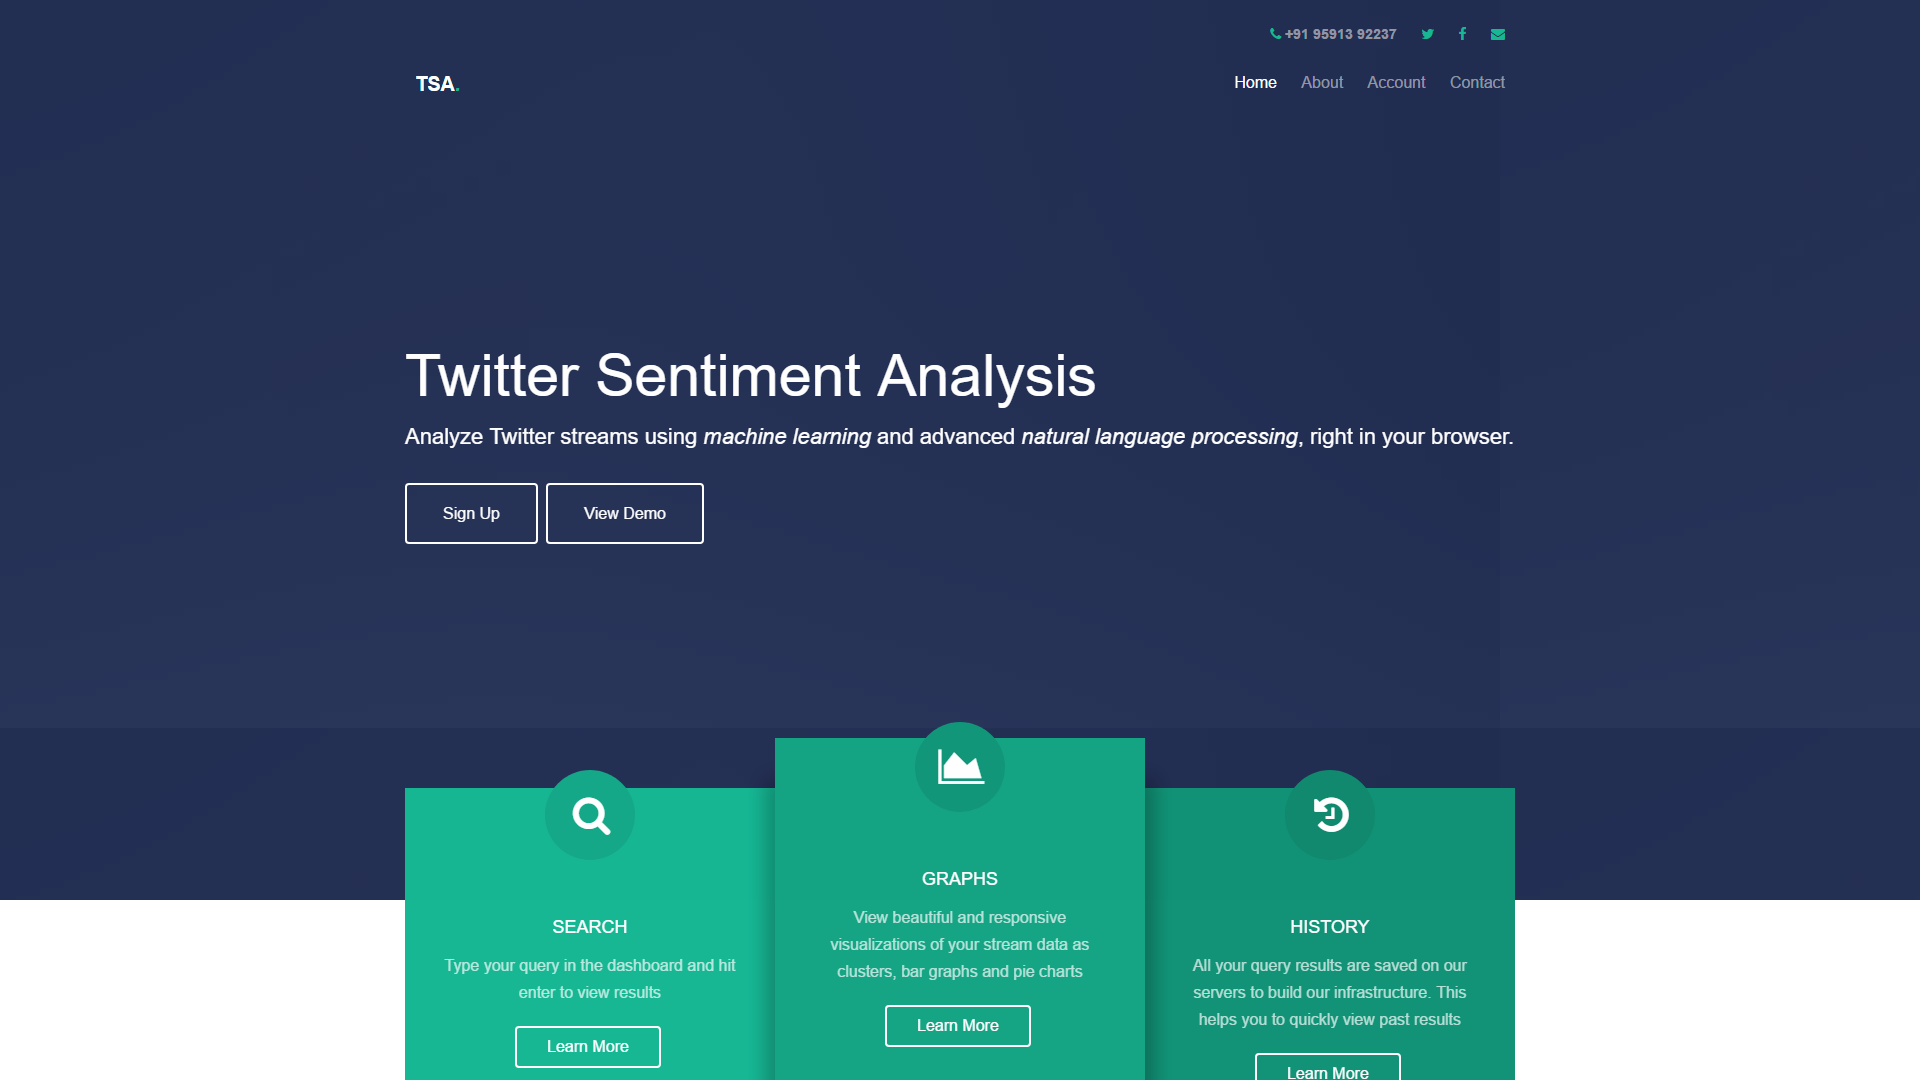 +91 95913 92237
TSA.
Home About Account Contact
Twitter Sentiment Analysis
Analyze Twitter streams using machine learning and advanced natural language processing, right in your browser.
Sign Up View Demo
SEARCH
Type your query in the dashboard and hit
enter to view results
Learn More
GRAPHS
View beautiful and responsive
visualizations of your stream data as
clusters, bar graphs and pie charts
Learn More
HISTORY
All your query results are saved on our
servers to build our infrastructure. This
helps you to quickly view past results
Learn More